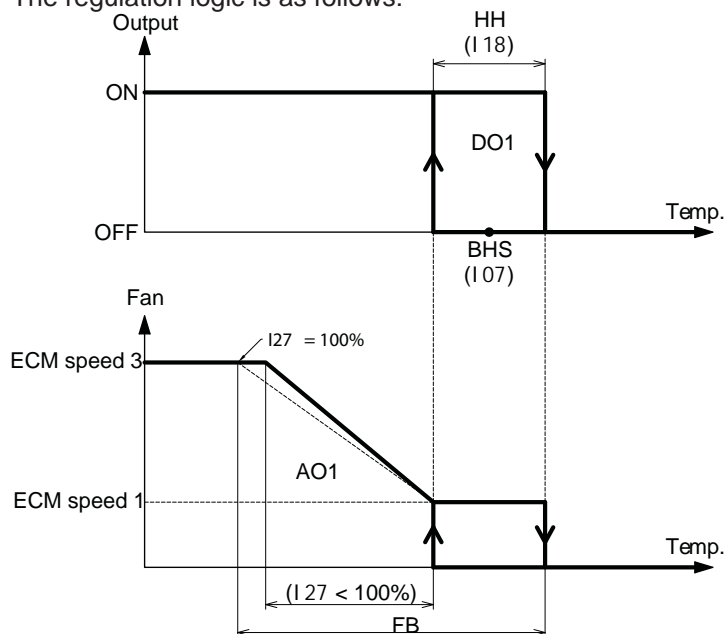 The regulation logic is as follows:
Output
HH
(I 18)
ON
DO1
Temp.
OFF
BHS
(I 07)
Fan
I27 = 100%
ECM speed 3
AO1
ECM speed 1
Temp.
(I 27 < 100%)
FB